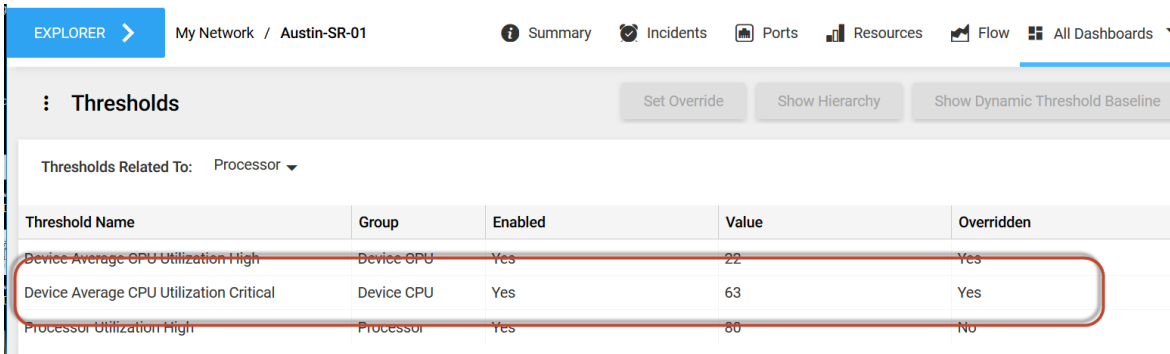 EXPLORER My Network / Austin-SR-01 Summary Incidents Ports Resources Flow All Dashboards
Thresholds Set Override Show Hierarchy Show Dynamic Threshold Baseline
Thresholds Related To: Processor
Threshold Name Group Enabled Value Overridden
Device Average CPU Utilization High Device CPU Yes 22 Yes
Device Average CPU Utilization Critical Device CPU Yes 63 Yes
Processor Utilization High Processor Yes 80 No